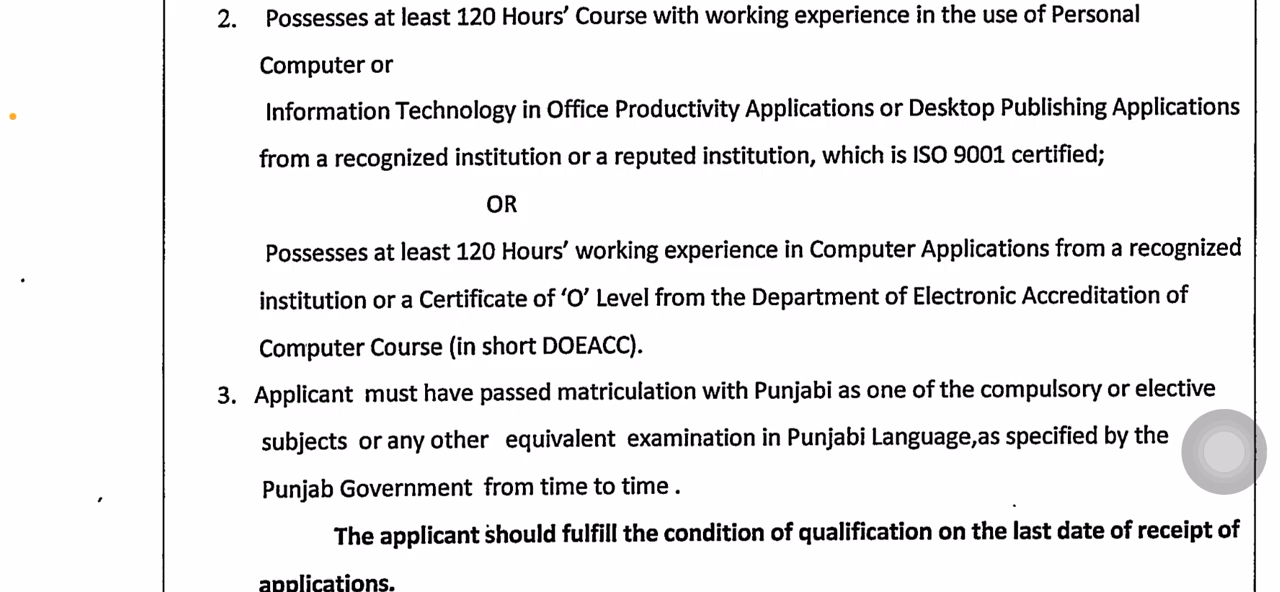 2. Possesses at least 120 Hours' Course with working experience in the use of Personal
Computer or
Information Technology in Office Productivity Applications or Desktop Publishing Applications
from a recognized institution or a reputed institution, which is ISO 9001 certified;
OR
Possesses at least 120 Hours' working experience in Computer Applications from a recognized
institution or a Certificate of 'O' Level from the Department of Electronic Accreditation of
Computer Course (in short DOEACC).
3. Applicant must have passed matriculation with Punjabi as one of the compulsory or elective
subjects or any other equivalent examination in Punjabi Language,as specified by the
Punjab Government from time to time .
The applicant should fulfill the condition of qualification on the last date of receipt of
applications.